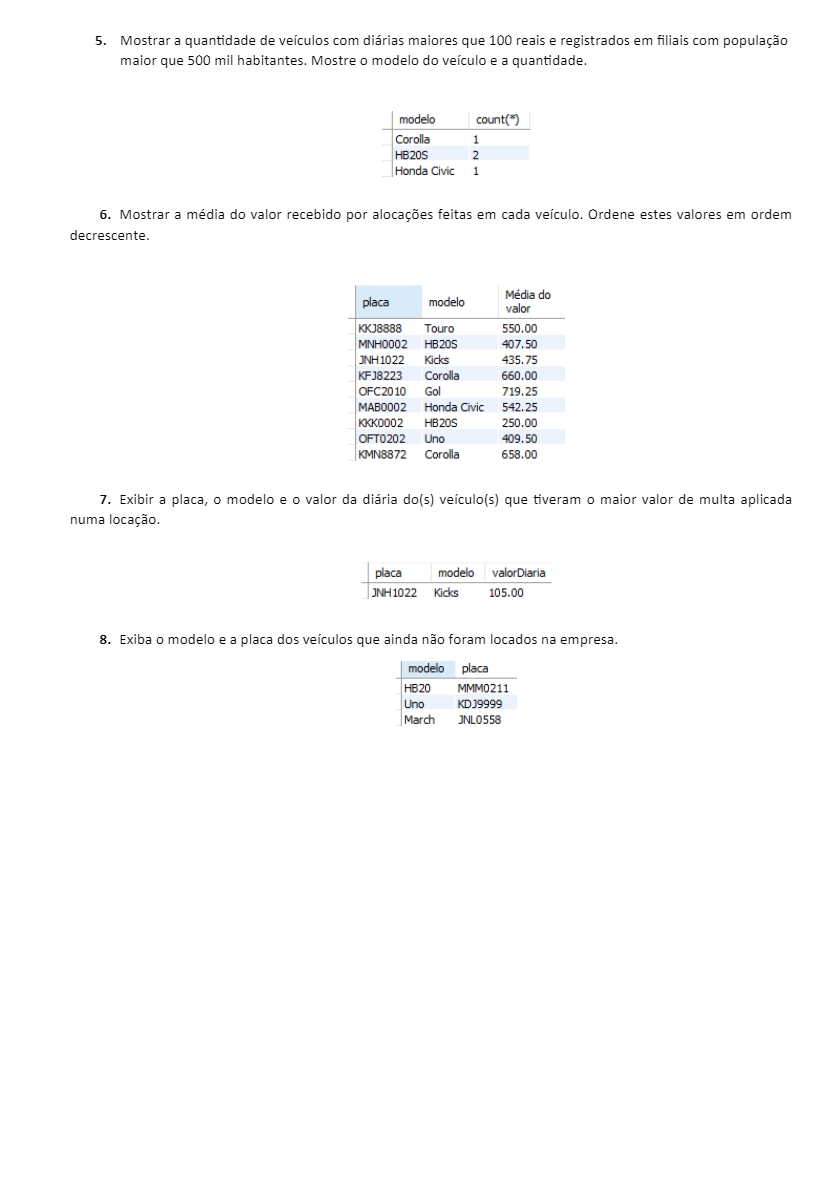 5. Mostrar a quantidade de veículos com diárias maiores que 100 reais e registrados em filiais com população
maior que 500 mil habitantes. Mostre o modelo do veículo e a quantidade.
modelo count(*)
Corolla 1
HB20S 2
Honda Civic 1
6. Mostrar a média do valor recebido por alocações feitas em cada veículo. Ordene estes valores em ordem
decrescente.
placa modelo Média do
valor
KKJ8888 Touro 550.00
MNH0002 HB20S 407.50
JNH1022 Kicks 435.75
KFJ8223 Corolla 660.00
OFC2010 Gol 719.25
MAB0002 Honda Civic 542.25
KKK0002 HB20S 250.00
OFT0202 Uno 409.50
KMN8872 Corolla 658.00
7. Exibir a placa, o modelo e o valor da diária do(s) veículo(s) que tiveram o maior valor de multa aplicada
numa locação.
placa modelo valorDiaria
JNH1022 Kicks 105.00
8. Exiba o modelo e a placa dos veículos que ainda não foram locados na empresa.
modelo placa
HB20 MMM0211
Uno KDJ9999
March JNL0558